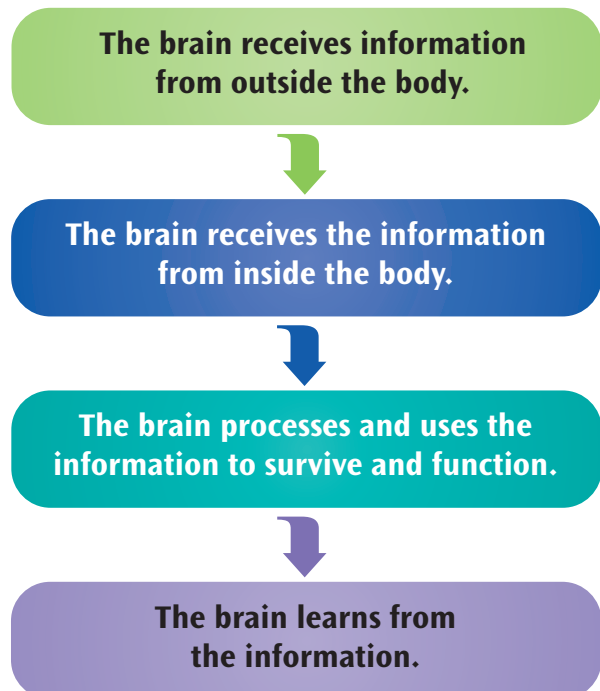 The brain receives information
from outside the body.
The brain receives the information
from inside the body.
The brain processes and uses the
information to survive and function.
The brain learns from
the information.